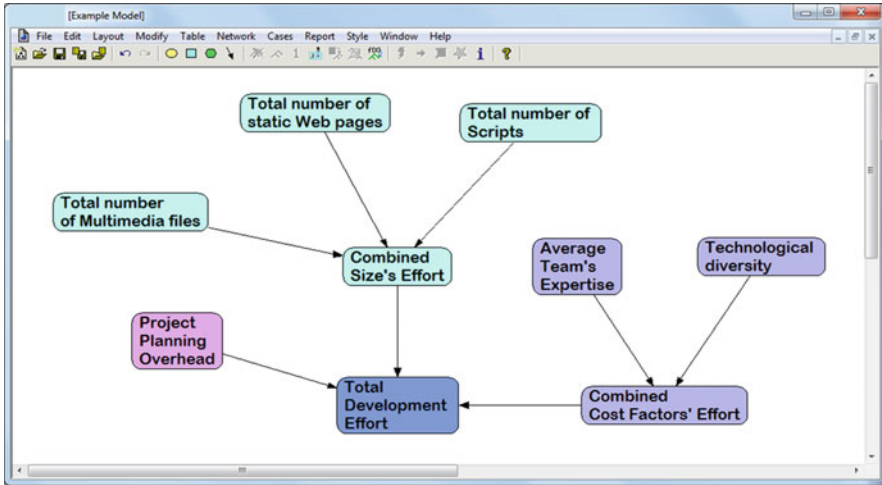 [Example Model]
File Edit Layout Modify Table Network Cases Report Style Window Help
Total number of
static Web pages
Total number of
Scripts
Total number
of Multimedia files
Combined
Size's Effort
Average
Team's
Expertise
Technological
diversity
Project
Planning
Overhead
Total
Development
Effort
Combined
Cost Factors' Effort